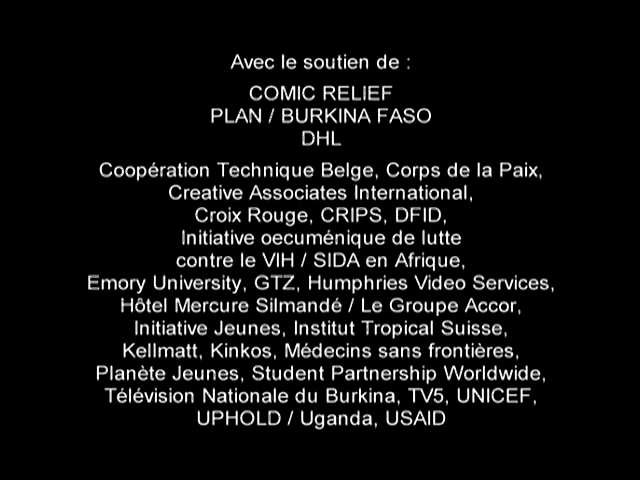 Avec le soutien de :
COMIC RELIEF
PLAN / BURKINA FASO
DHL
Coopération Technique Belge, Corps de la Paix,
Creative Associates International,
Croix Rouge, CRIPS, DFID,
Initiative oecuménique de lutte
contre le VIH / SIDA en Afrique,
Emory University, GTZ, Humphries Video Services,
Hôtel Mercure Silmandé / Le Groupe Accor,
Initiative Jeunes, Institut Tropical Suisse,
Kellmatt, Kinkos, Médecins sans frontières,
Planète Jeunes, Student Partnership Worldwide,
Télévision Nationale du Burkina, TV5, UNICEF,
UPHOLD / Uganda, USAID